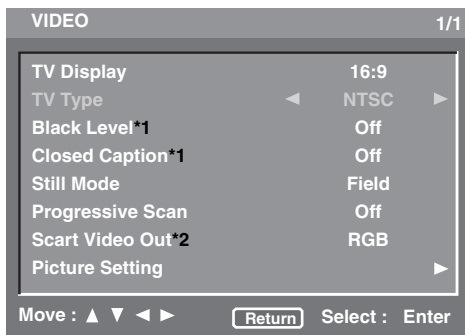 VIDEO 1/1
TV Display 16:9
TV Type ◀ NTSC ▶
Black Level*1 Off
Closed Caption*1 Off
Still Mode Field
Progressive Scan Off
Scart Video Out*2 RGB
Picture Setting ▶
Move : ▲ ▼ ◀ ▶ Return Select : Enter